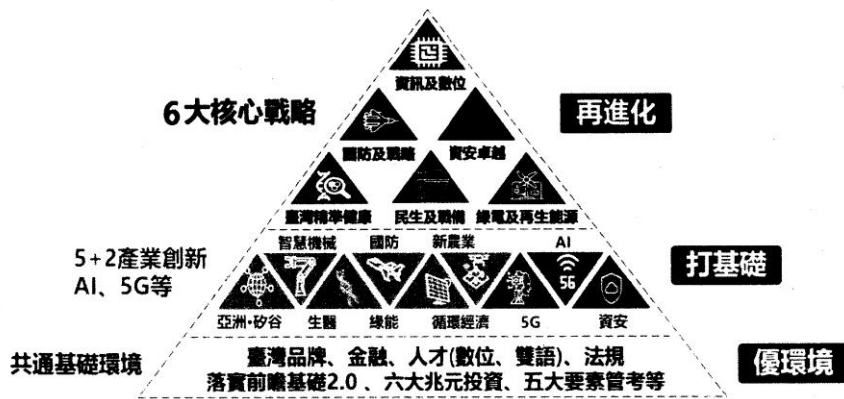 資訊及數位
6大核心戰略
再進化
國防及戰略
資安卓越
臺灣精準健康
民生及戰備
綠電及再生能源
智慧機械
國防
新農業
AI
5+2產業創新
AI、5G等
打基礎
5G
亞洲•矽谷
生醫
綠能
循環經濟
5G
資安
共通基礎環境
臺灣品牌、金融、人才(數位、雙語)、法規
落實前瞻基礎2.0、六大兆元投資、五大要素管考等
優環境